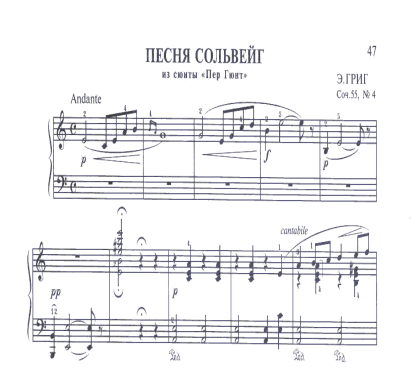 47
ПЕСНЯ СОЛЬВЕЙГ
из сюиты «Пер Гюнт»
Э.ГРИГ
Соч.55, № 4
Andante
p
f
p
cantabile
pp
p